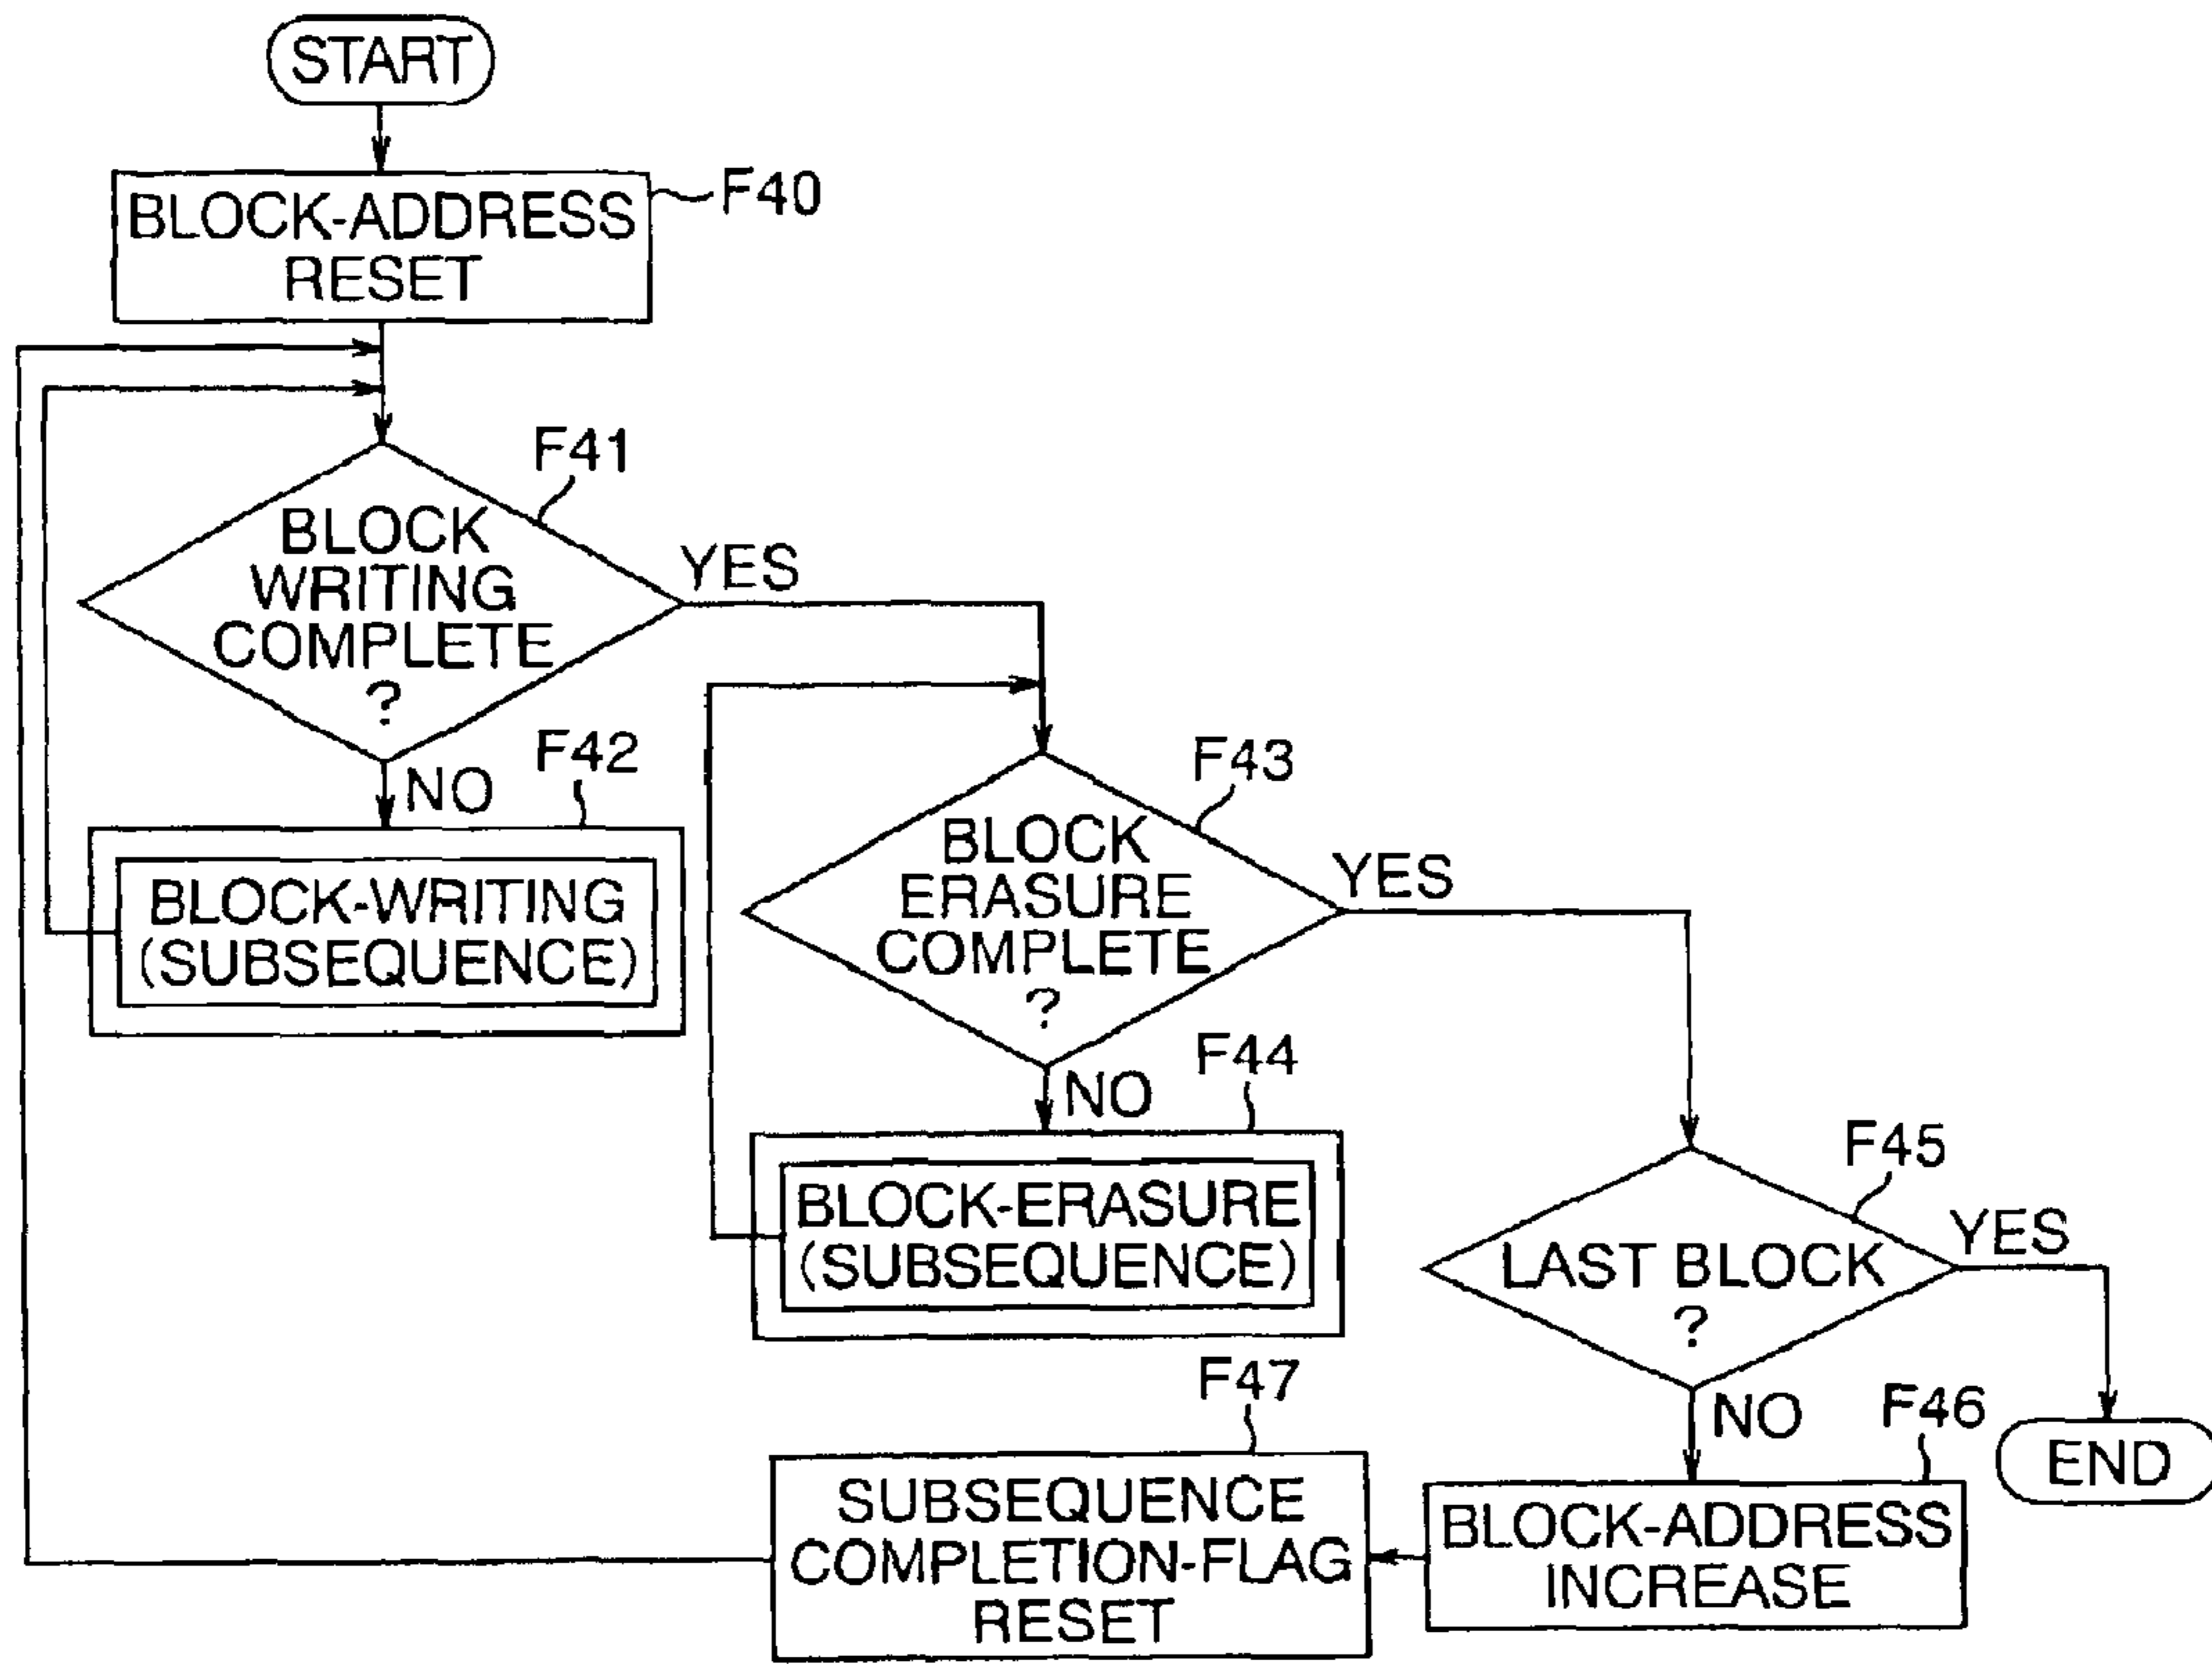 START
BLOCK-ADDRESS
RESET
F40
F41
BLOCK
WRITING
COMPLETE
?
YES
NO
F42
BLOCK-WRITING
(SUBSEQUENCE)
F43
BLOCK
ERASURE
COMPLETE
?
YES
NO
F44
BLOCK-ERASURE
(SUBSEQUENCE)
F45
LAST BLOCK
?
YES
NO
END
F46
BLOCK-ADDRESS
INCREASE
F47
SUBSEQUENCE
COMPLETION-FLAG
RESET